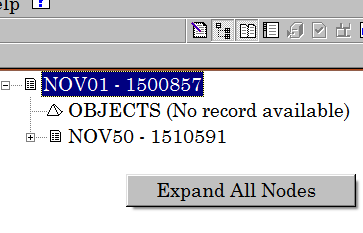 elp
NOV01 - 1500857
OBJECTS (No record available)
NOV50 - 1510591
Expand All Nodes